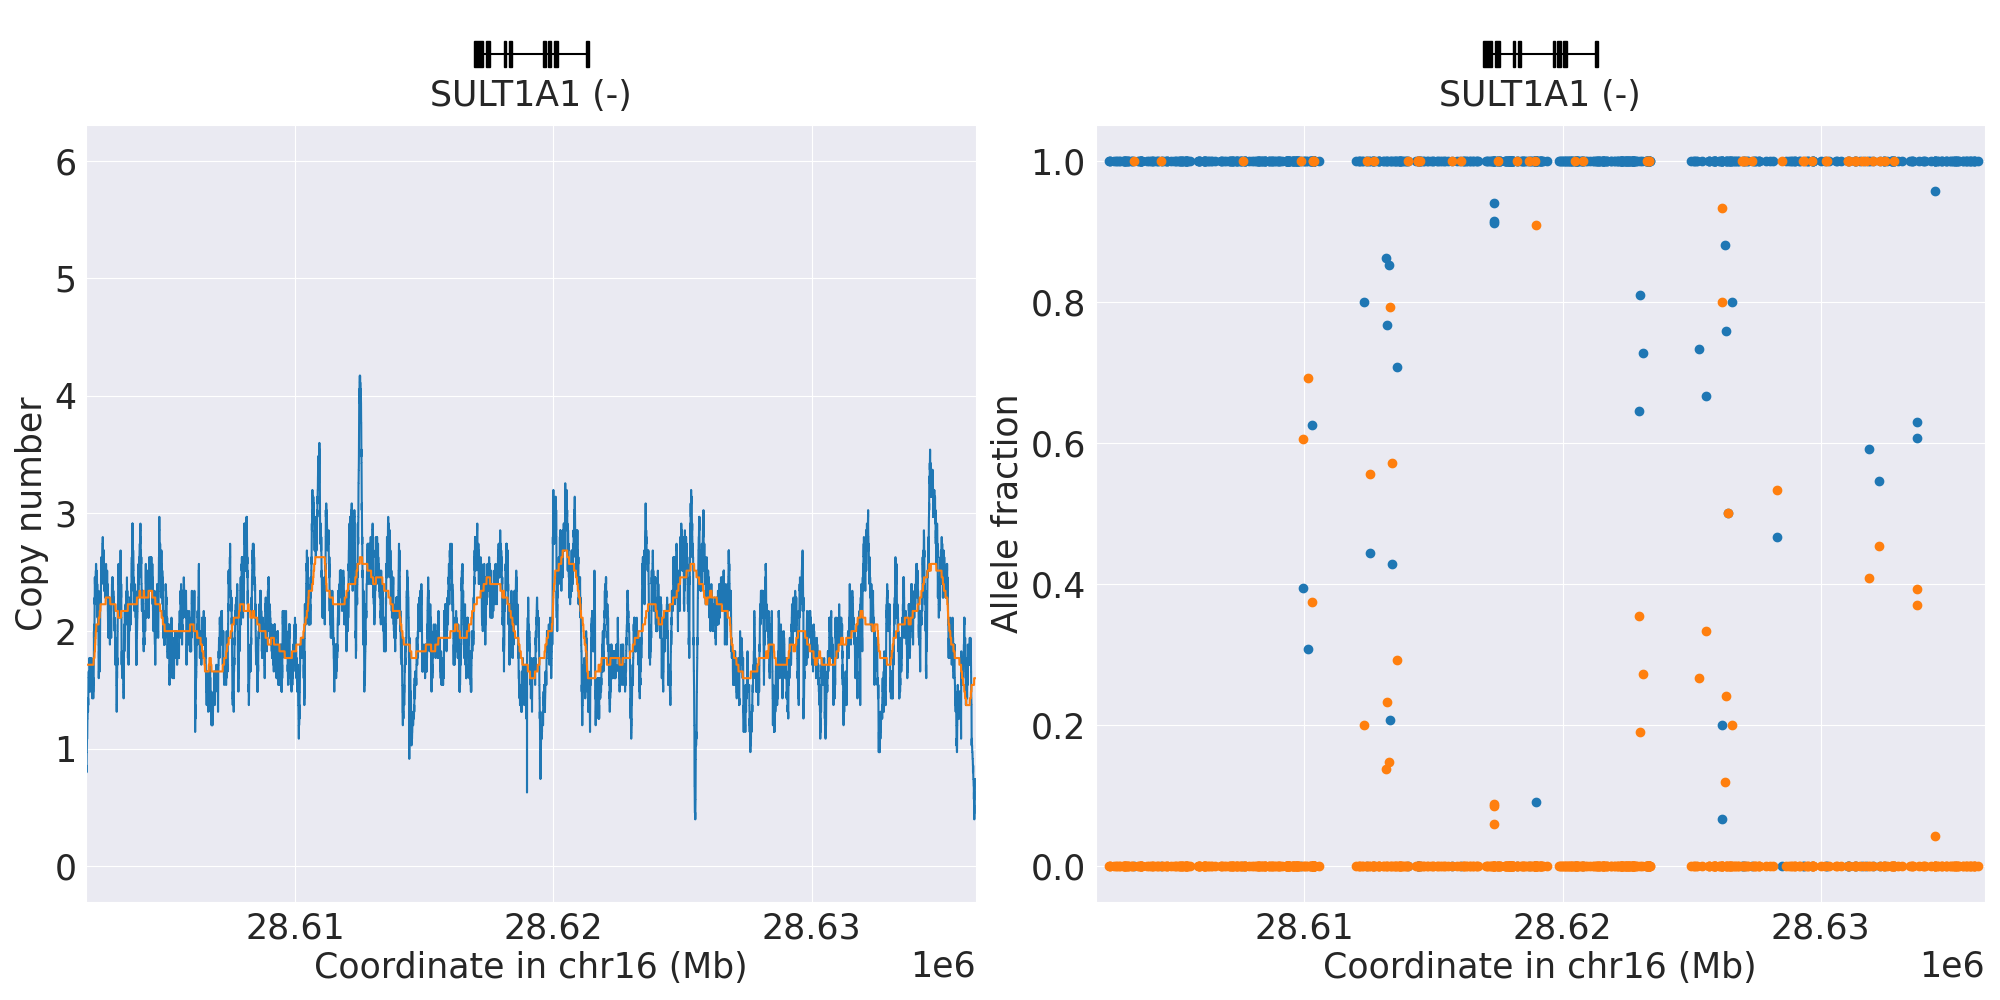 SULT1A1 (-)
Copy number
6
5
4
3
2
1
0
28.61
28.62
28.63
Coordinate in chr16 (Mb)
1e6
SULT1A1 (-)
Allele fraction
1.0
0.8
0.6
0.4
0.2
0.0
28.61
28.62
28.63
Coordinate in chr16 (Mb)
1e6